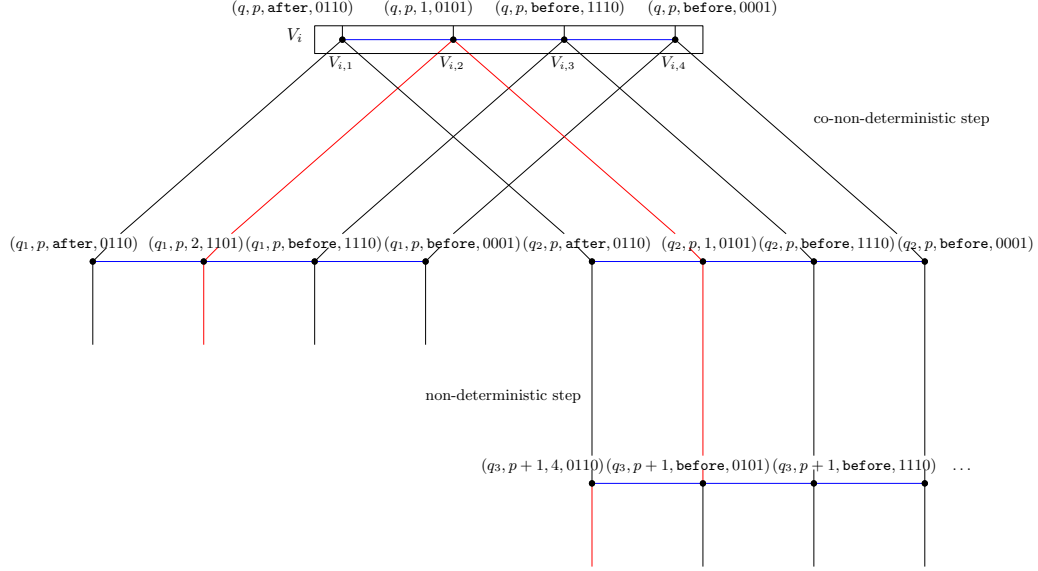 (q, p, after, 0110) (q, p, 1, 0101) (q, p, before, 1110) (q, p, before, 0001)
V_i
V_{i,1} V_{i,2} V_{i,3} V_{i,4}
co-non-deterministic step
(q_1, p, after, 0110) (q_1, p, 2, 1101) (q_1, p, before, 1110) (q_1, p, before, 0001) (q_2, p, after, 0110) (q_2, p, 1, 0101) (q_2, p, before, 1110) (q_2, p, before, 0001)
non-deterministic step
(q_3, p + 1, 4, 0110) (q_3, p + 1, before, 0101) (q_3, p + 1, before, 1110) ...